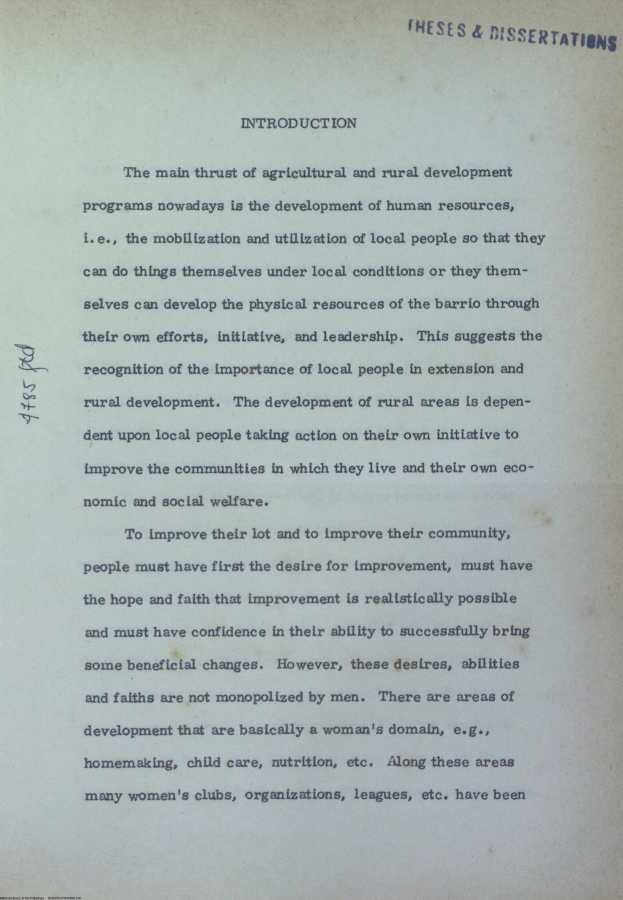 THESES & DISSERTATIONS
INTRODUCTION
The main thrust of agricultural and rural development
programs nowadays is the development of human resources,
i.e., the mobilization and utilization of local people so that they
can do things themselves under local conditions or they them-
selves can develop the physical resources of the barrio through
their own efforts, initiative, and leadership. This suggests the
recognition of the importance of local people in extension and
rural development. The development of rural areas is depen-
dent upon local people taking action on their own initiative to
improve the communities in which they live and their own eco-
nomic and social welfare.
To improve their lot and to improve their community,
people must have first the desire for improvement, must have
the hope and faith that improvement is realistically possible
and must have confidence in their ability to successfully bring
some beneficial changes. However, these desires, abilities
and faiths are not monopolized by men. There are areas of
development that are basically a woman's domain, e.g.,
homemaking, child care, nutrition, etc. Along these areas
many women's clubs, organizations, leagues, etc. have been